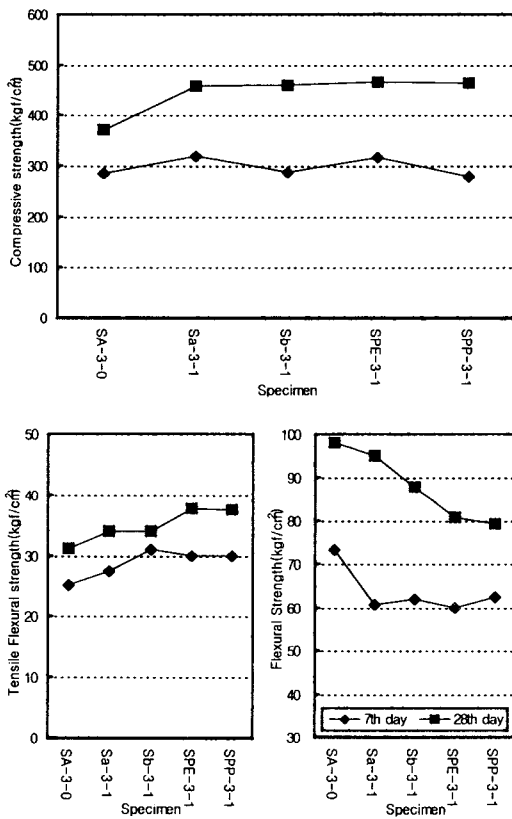 Compressive strength(kgf/cm²)
600
500
400
300
200
100
0
SA-3-0
Sa-3-1
Sb-3-1
SPE-3-1
SPP-3-1
Specimen
Tensile Flexural strength(kgf/cm²)
50
40
30
20
10
0
SA-3-0
Sa-3-1
Sb-3-1
SPE-3-1
SPP-3-1
Specimen
Flexural Strength(kgf/cm²)
100
90
80
70
60
50
40
30
7th day 28th day
SA-3-0
Sa-3-1
Sb-3-1
SPE-3-1
SPP-3-1
Specimen